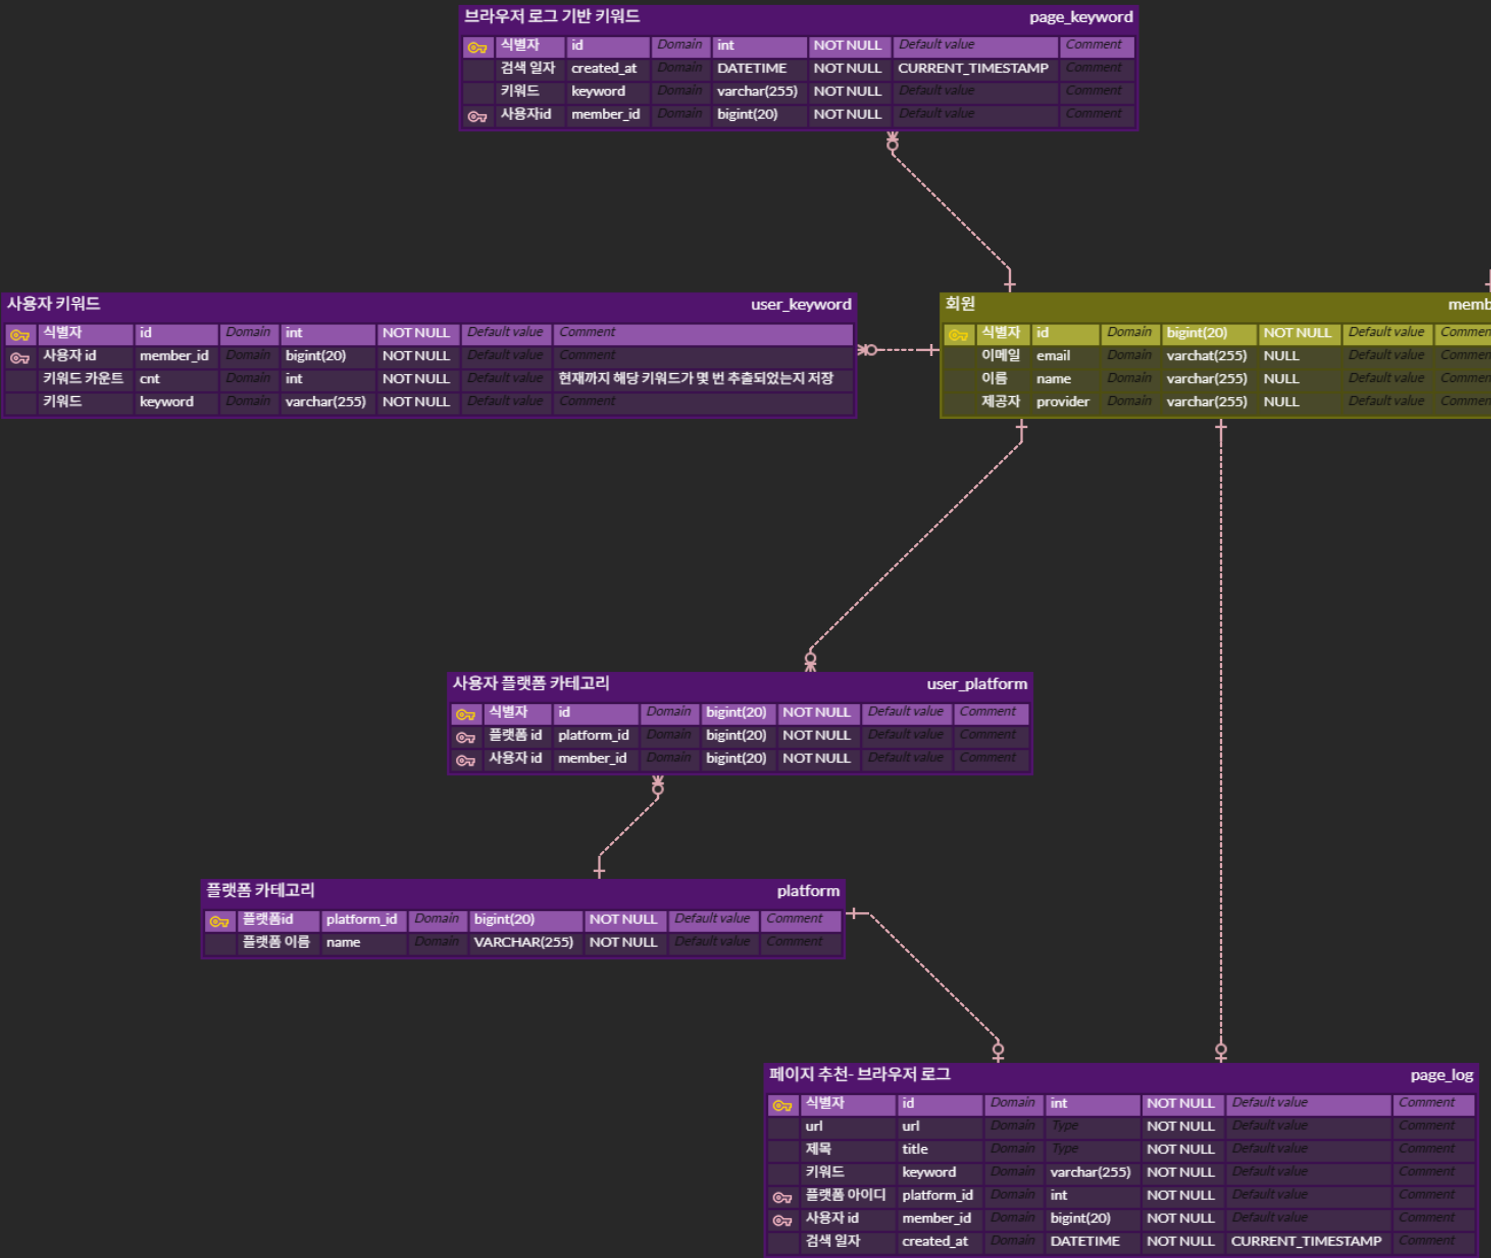 브라우저 로그 기반 키워드 page_keyword
식별자 id Domain int NOT NULL Default value Comment
검색 일자 created_at Domain DATETIME NOT NULL CURRENT_TIMESTAMP Comment
키워드 keyword Domain varchar(255) NOT NULL Default value Comment
사용자id member_id Domain bigint(20) NOT NULL Default value Comment
사용자 키워드 user_keyword
식별자 id Domain int NOT NULL Default value Comment
사용자 id member_id Domain bigint(20) NOT NULL Default value Comment
키워드 카운트 cnt Domain int NOT NULL Default value 현재까지 해당 키워드가 몇 번 추출되었는지 저장
키워드 keyword Domain varchar(255) NOT NULL Default value Comment
회원 memb
식별자 id Domain bigint(20) NOT NULL Default value Commen
이메일 email Domain varchat(255) NULL Default value Commen
이름 name Domain varchar(255) NULL Default value Commen
제공자 provider Domain varchar(255) NULL Default value Commen
사용자 플랫폼 카테고리 user_platform
식별자 id Domain bigint(20) NOT NULL Default value Comment
플랫폼 id platform_id Domain bigint(20) NOT NULL Default value Comment
사용자 id member_id Domain bigint(20) NOT NULL Default value Comment
플랫폼 카테고리 platform
플랫폼id platform_id Domain bigint(20) NOT NULL Default value Comment
플랫폼 이름 name Domain VARCHAR(255) NOT NULL Default value Comment
페이지 추천- 브라우저 로그 page_log
식별자 id Domain int NOT NULL Default value Comment
url url Domain Type NOT NULL Default value Comment
제목 title Domain Type NOT NULL Default value Comment
키워드 keyword Domain varchar(255) NOT NULL Default value Comment
플랫폼 아이디 platform_id Domain int NOT NULL Default value Comment
사용자 id member_id Domain bigint(20) NOT NULL Default value Comment
검색 일자 created_at Domain DATETIME NOT NULL CURRENT_TIMESTAMP Comment